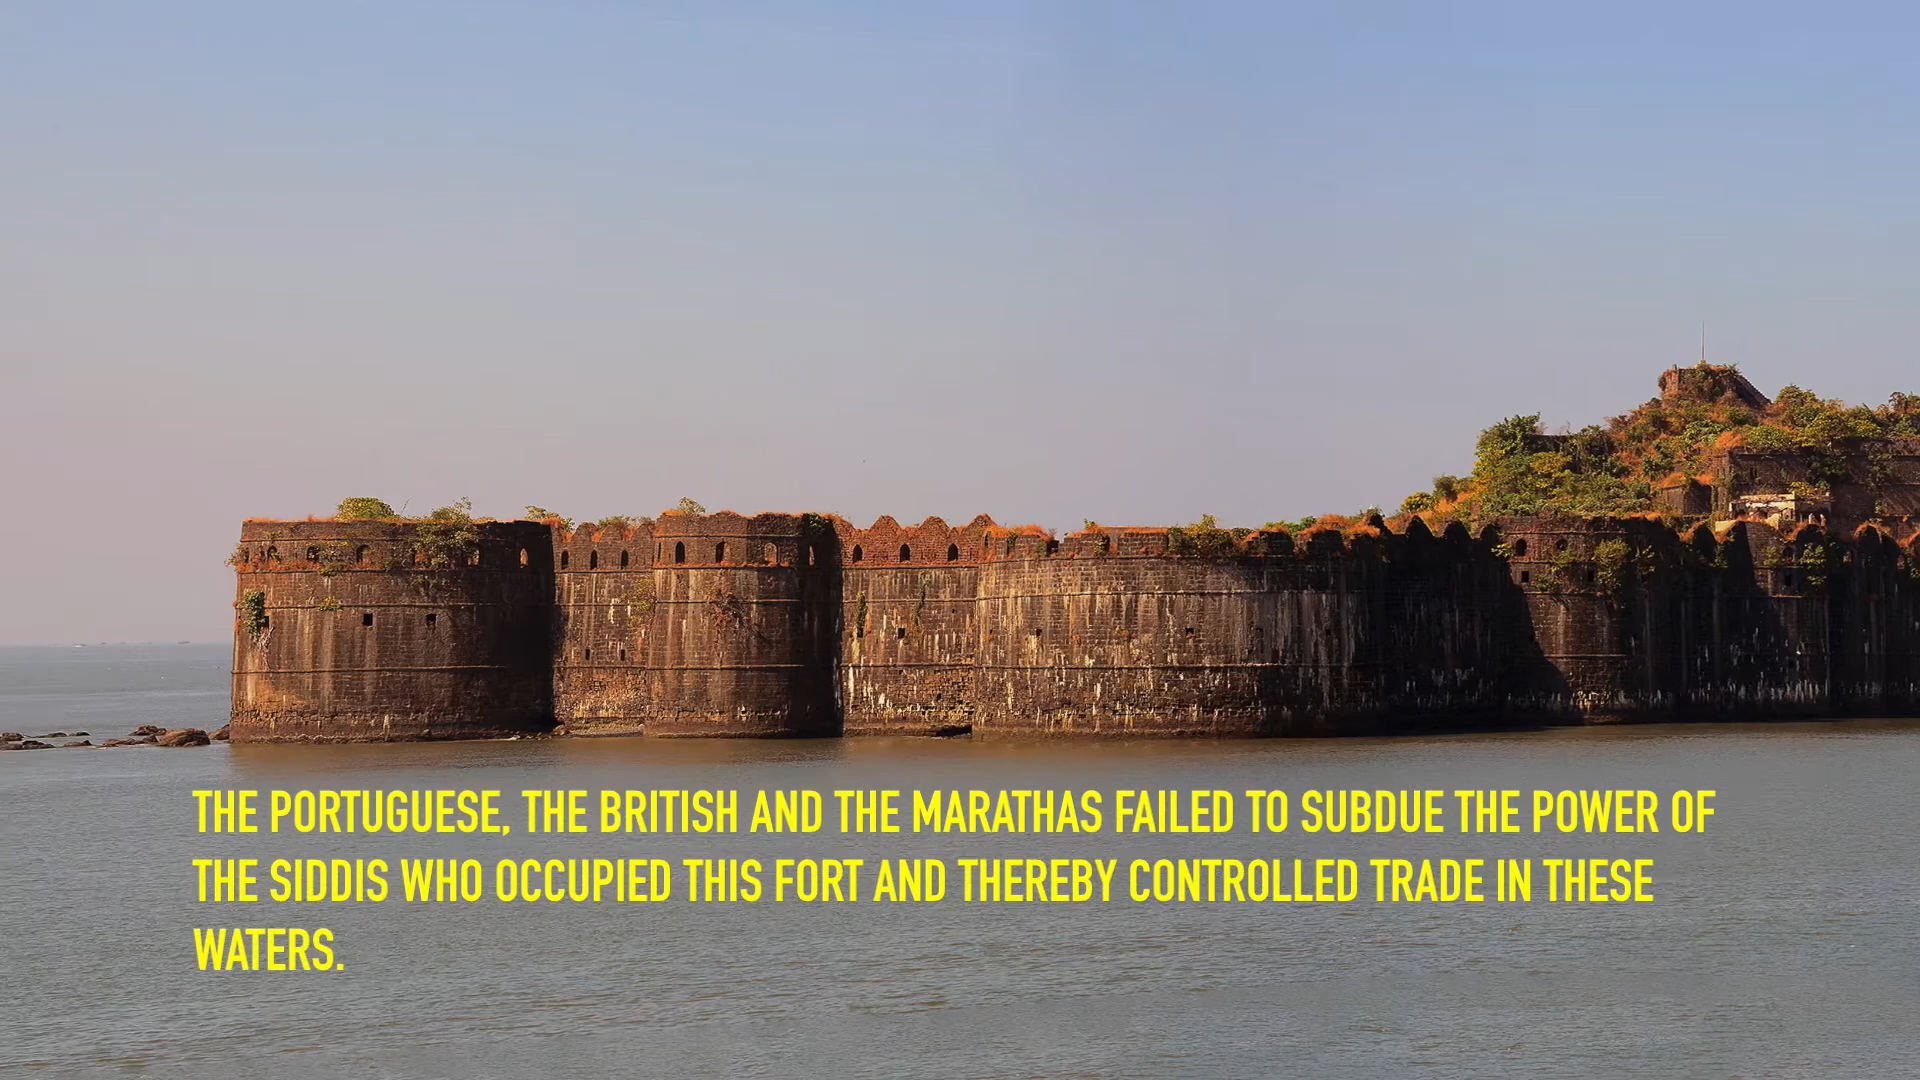 THE PORTUGUESE, THE BRITISH AND THE MARATHAS FAILED TO SUBDUE THE POWER OF
THE SIDDIS WHO OCCUPIED THIS FORT AND THEREBY CONTROLLED TRADE IN THESE
WATERS.